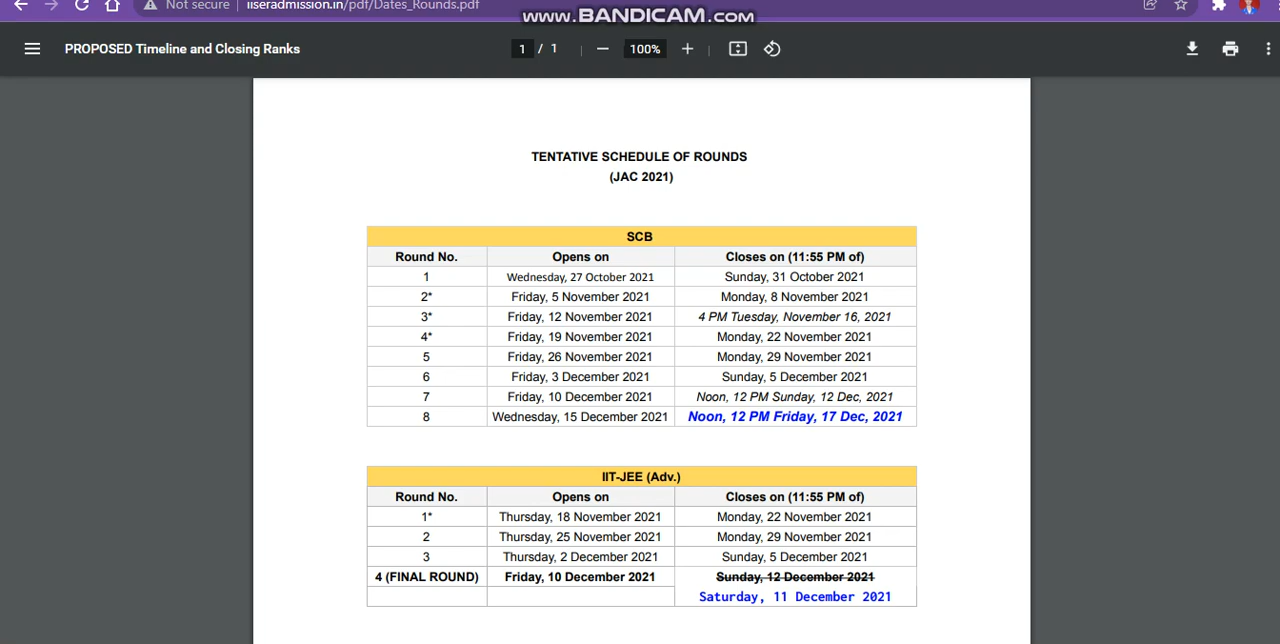 Not secure | iiseradmission.in/pdf/Dates_Rounds.pdf
www.BANDICAM.com
PROPOSED Timeline and Closing Ranks
1 / 1
100%
TENTATIVE SCHEDULE OF ROUNDS
(JAC 2021)
SCB
Round No. Opens on Closes on (11:55 PM of)
1 Wednesday, 27 October 2021 Sunday, 31 October 2021
2* Friday, 5 November 2021 Monday, 8 November 2021
3* Friday, 12 November 2021 4 PM Tuesday, November 16, 2021
4* Friday, 19 November 2021 Monday, 22 November 2021
5 Friday, 26 November 2021 Monday, 29 November 2021
6 Friday, 3 December 2021 Sunday, 5 December 2021
7 Friday, 10 December 2021 Noon, 12 PM Sunday, 12 Dec, 2021
8 Wednesday, 15 December 2021 Noon, 12 PM Friday, 17 Dec, 2021
IIT-JEE (Adv.)
Round No. Opens on Closes on (11:55 PM of)
1* Thursday, 18 November 2021 Monday, 22 November 2021
2 Thursday, 25 November 2021 Monday, 29 November 2021
3 Thursday, 2 December 2021 Sunday, 5 December 2021
4 (FINAL ROUND) Friday, 10 December 2021 Sunday, 12 December 2021
Saturday, 11 December 2021